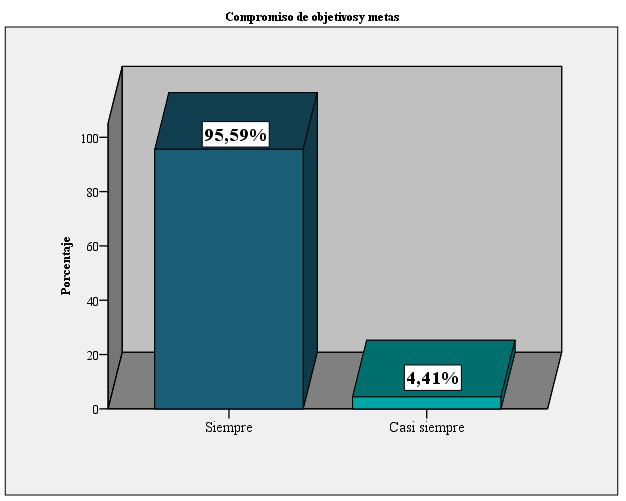 Compromiso de objetivosy metas
Porcentaje
100
80
60
40
20
0
95,59%
4,41%
Siempre
Casi siempre